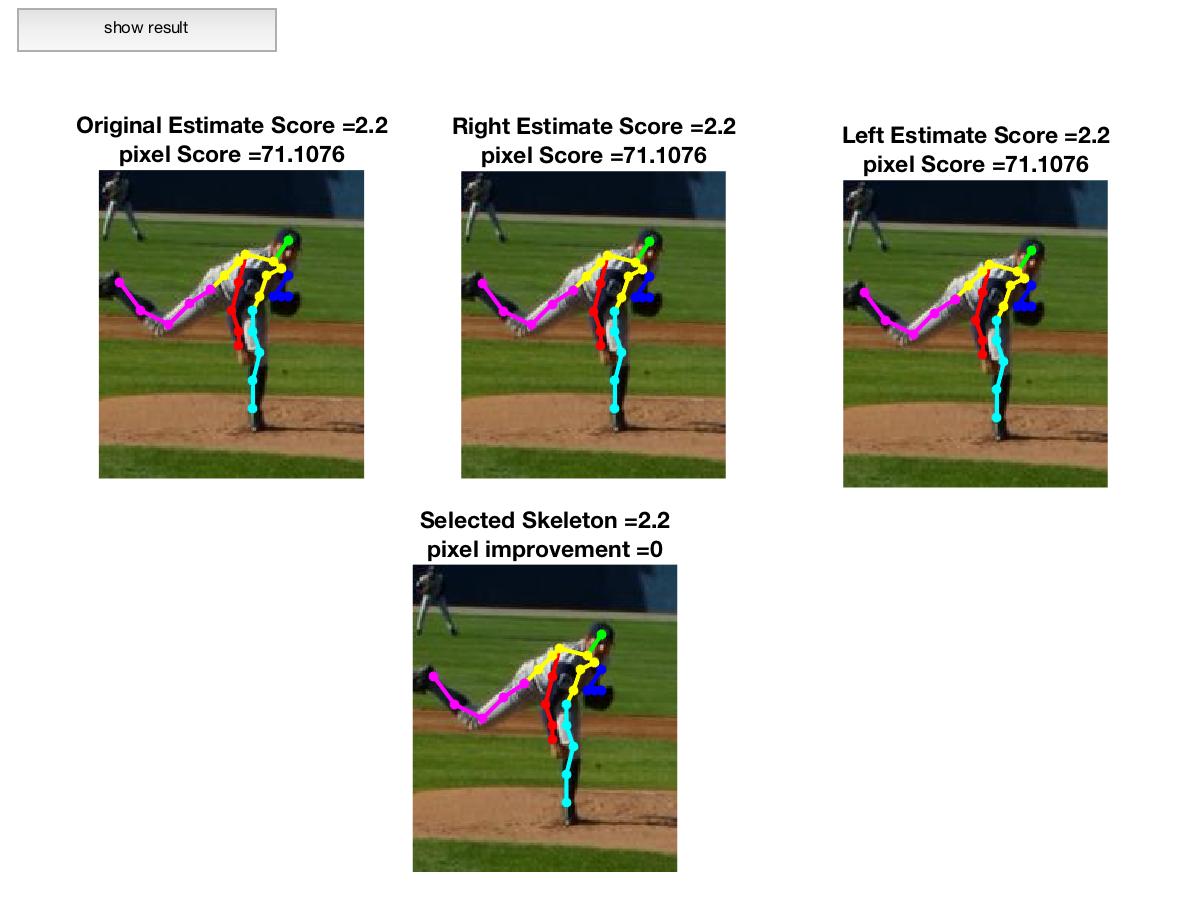 show result
Original Estimate Score =2.2
pixel Score =71.1076
Right Estimate Score =2.2
pixel Score =71.1076
Left Estimate Score =2.2
pixel Score =71.1076
Selected Skeleton =2.2
pixel improvement =0